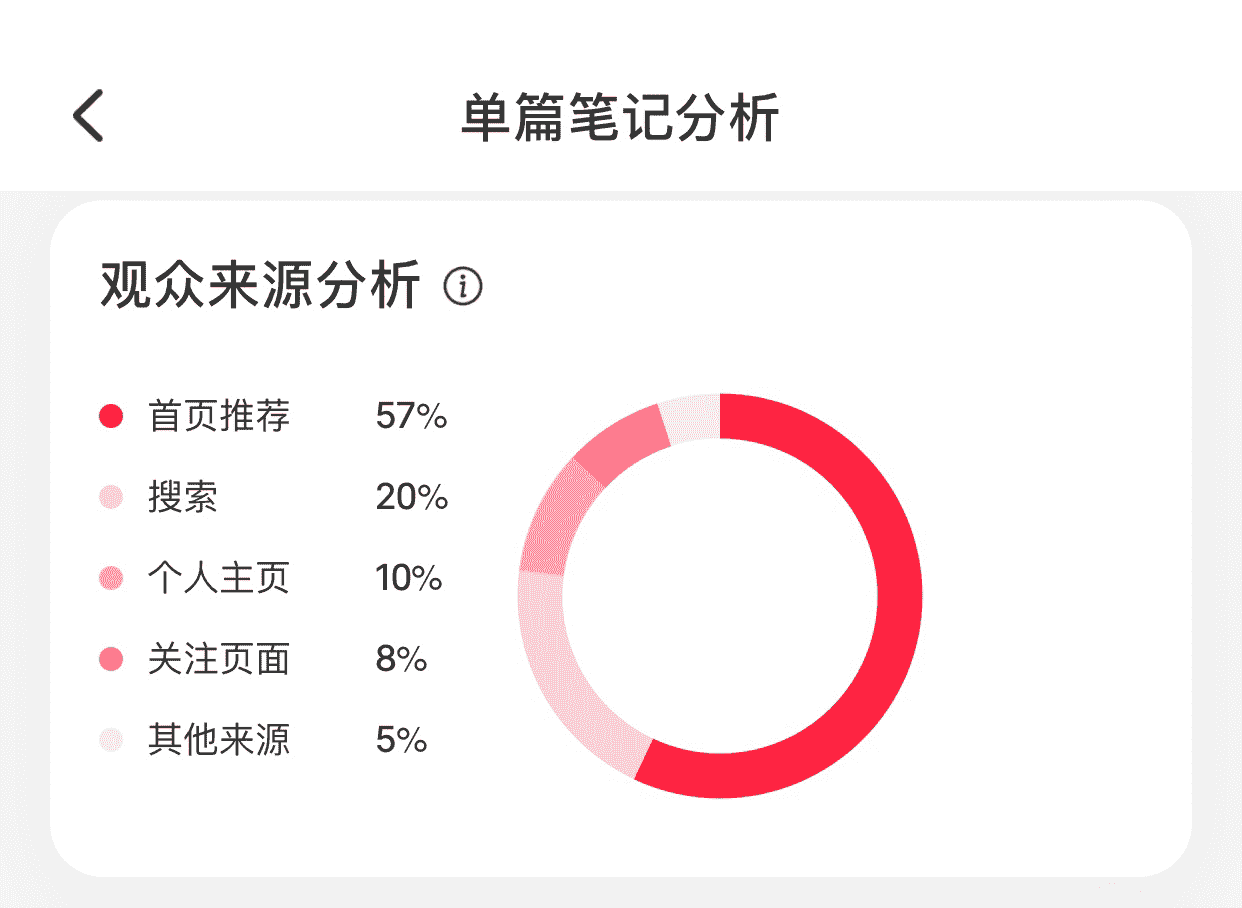 单篇笔记分析
观众来源分析 i
首页推荐 57%
搜索 20%
个人主页 10%
关注页面 8%
其他来源 5%